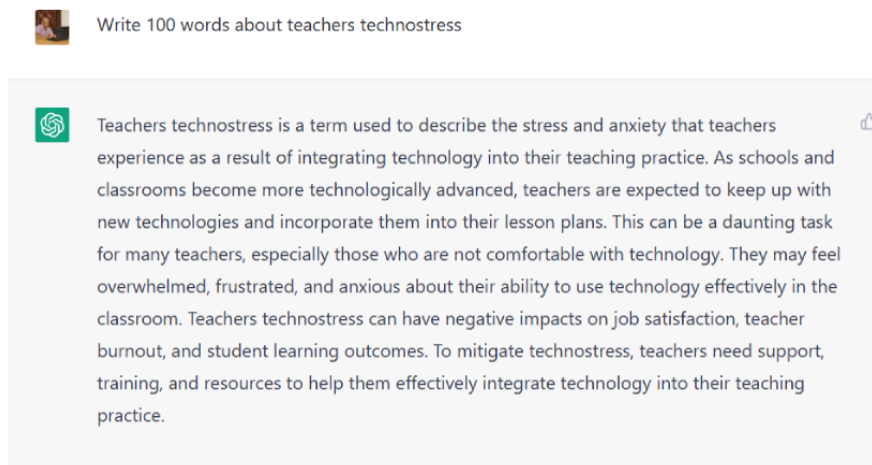 Write 100 words about teachers technostress
Teachers technostress is a term used to describe the stress and anxiety that teachers
experience as a result of integrating technology into their teaching practice. As schools and
classrooms become more technologically advanced, teachers are expected to keep up with
new technologies and incorporate them into their lesson plans. This can be a daunting task
for many teachers, especially those who are not comfortable with technology. They may feel
overwhelmed, frustrated, and anxious about their ability to use technology effectively in the
classroom. Teachers technostress can have negative impacts on job satisfaction, teacher
burnout, and student learning outcomes. To mitigate technostress, teachers need support,
training, and resources to help them effectively integrate technology into their teaching
practice.